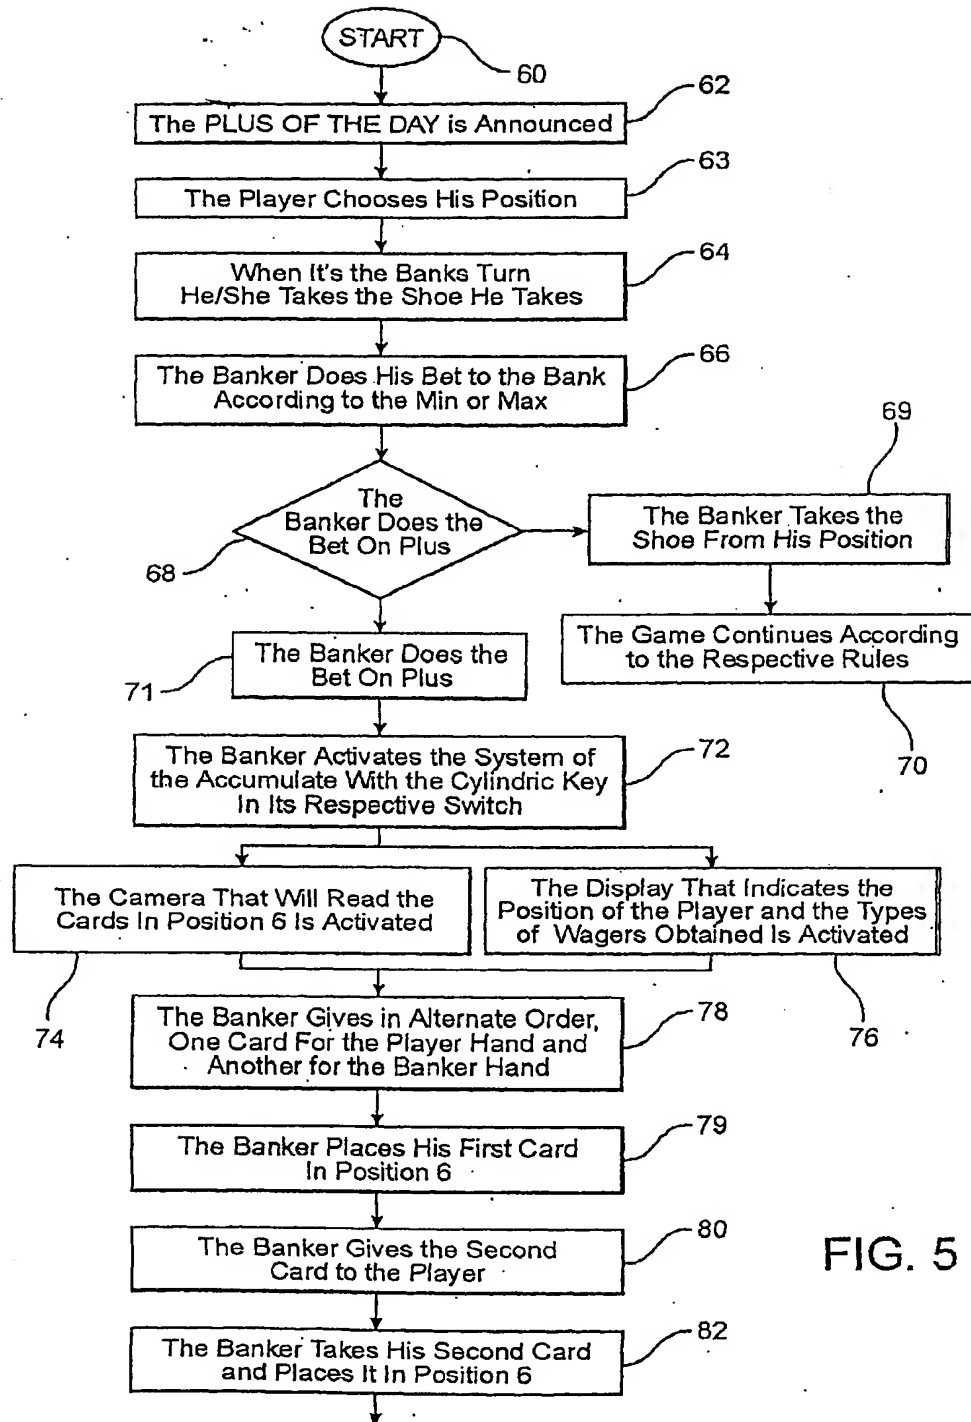 START
60
The PLUS OF THE DAY is Announced
62
The Player Chooses His Position
63
When It's the Banks Turn
He/She Takes the Shoe He Takes
64
The Banker Does His Bet to the Bank
According to the Min or Max
66
The
Banker Does the
Bet On Plus
68
69
The Banker Takes the
Shoe From His Position
The Game Continues According
to the Respective Rules
70
The Banker Does the
Bet On Plus
71
The Banker Activates the System of
the Accumulate With the Cylindric Key
In Its Respective Switch
72
The Camera That Will Read the
Cards In Position 6 Is Activated
74
The Display That Indicates the
Position of the Player and the Types
of Wagers Obtained Is Activated
76
The Banker Gives in Alternate Order,
One Card For the Player Hand and
Another for the Banker Hand
78
The Banker Places His First Card
In Position 6
79
The Banker Gives the Second
Card to the Player
80
The Banker Takes His Second Card
and Places It In Position 6
82
FIG. 5